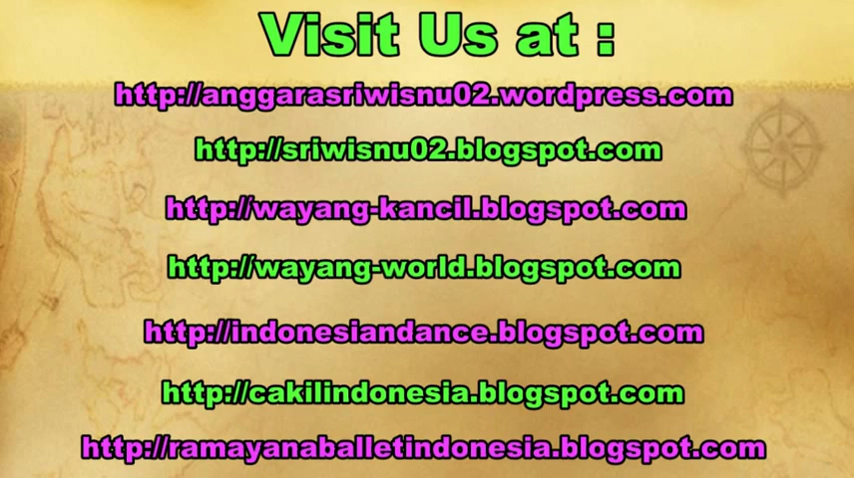 Visit Us at :
http://anggarasriwisnu02.wordpress.com
http://sriwisnu02.blogspot.com
http://wayang-kancil.blogspot.com
http://wayang-world.blogspot.com
http://indonesiandance.blogspot.com
http://cakilindonesia.blogspot.com
http://ramayanaballetindonesia.blogspot.com